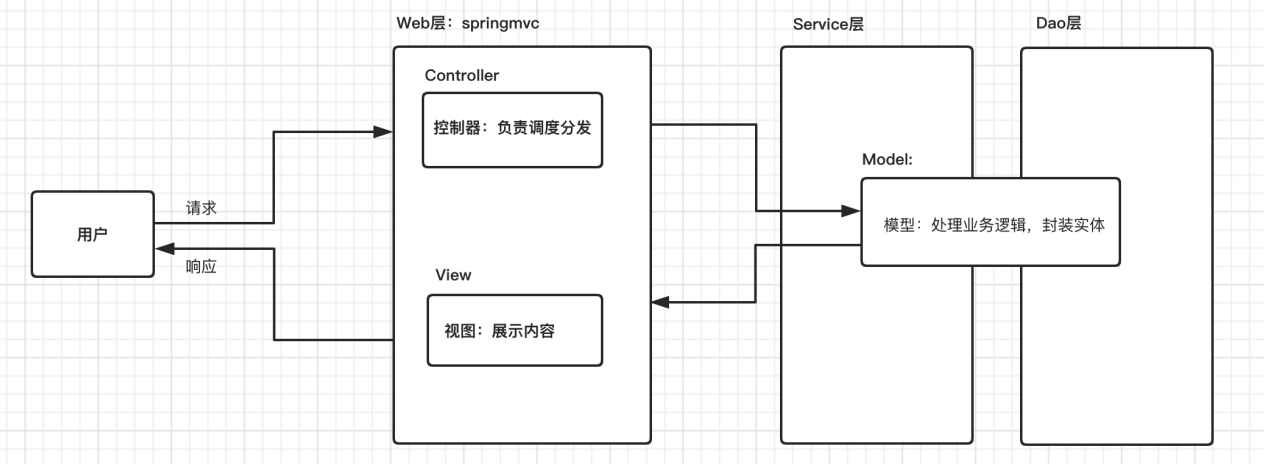 Web层：springmvc
Service层
Dao层
Controller
控制器：负责调度分发
Model:
请求
模型：处理业务逻辑，封装实体
用户
响应
View
视图：展示内容